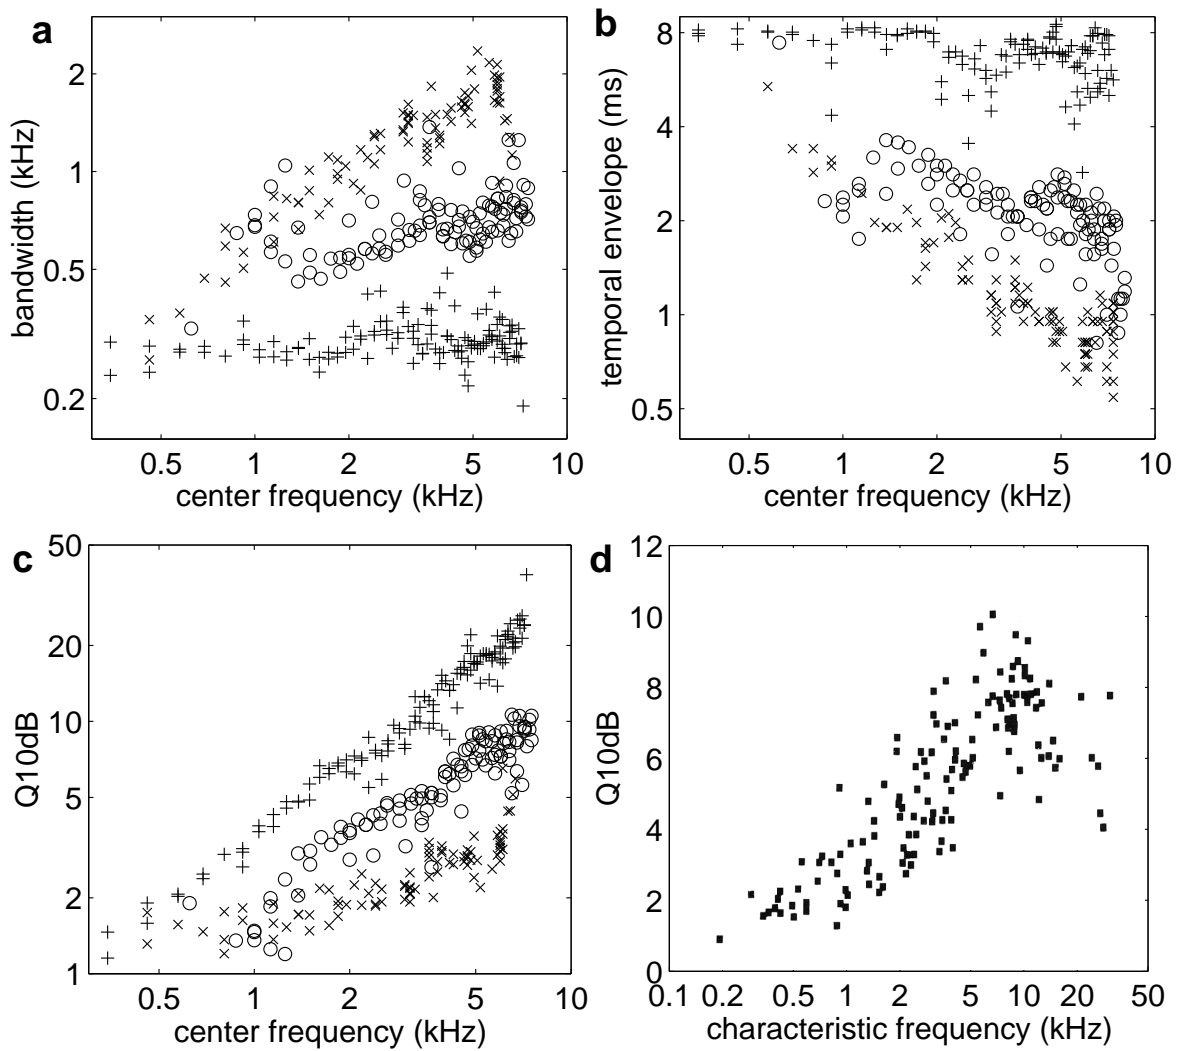 a
2
1
0.5
0.2
bandwidth (kHz)
0.5 1 2 5 10
center frequency (kHz)
b
8
4
2
1
0.5
temporal envelope (ms)
0.5 1 2 5 10
center frequency (kHz)
c
50
20
10
5
2
1
Q10dB
0.5 1 2 5 10
center frequency (kHz)
d
12
10
8
6
4
2
0
Q10dB
0.1 0.2 0.5 1 2 5 10 20 50
characteristic frequency (kHz)